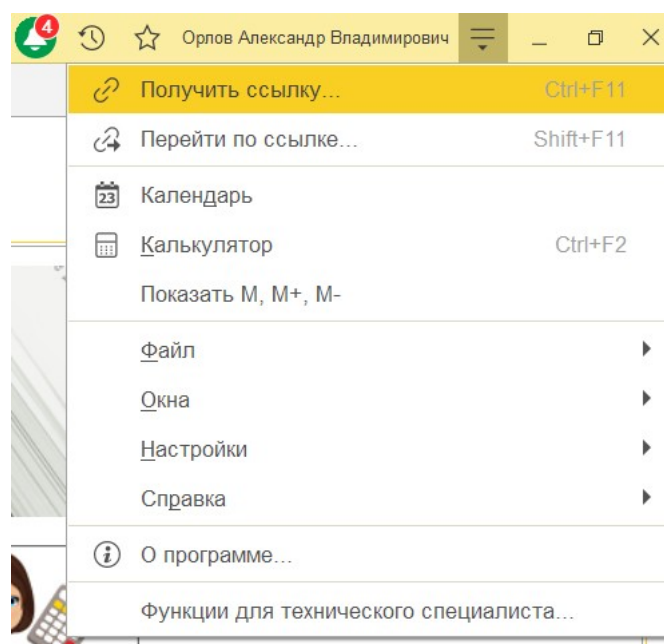 4
Орлов Александр Владимирович
Получить ссылку... Ctrl+F11
Перейти по ссылке... Shift+F11
23 Календарь
Калькулятор Ctrl+F2
Показать M, M+, M-
Файл
Окна
Настройки
Справка
О программе...
Функции для технического специалиста...